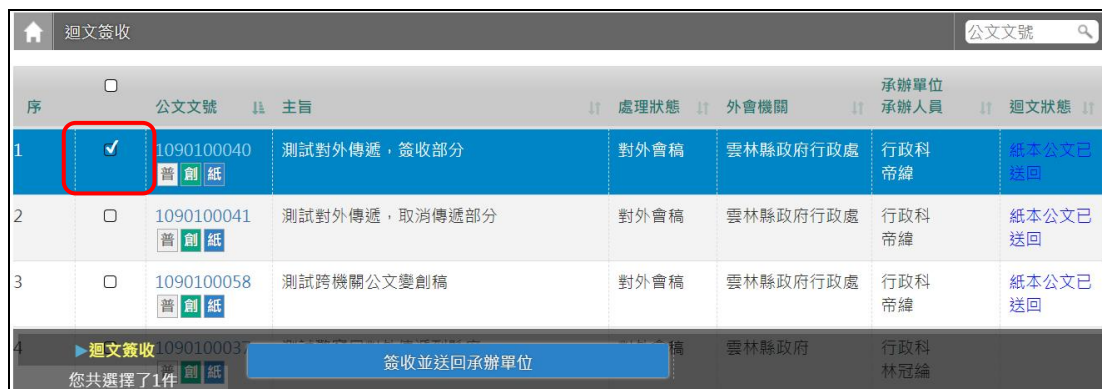 迴文簽收
公文文號
序 公文文號 主旨 處理狀態 外會機關 承辦單位 承辦人員 迴文狀態
1 1090100040 測試對外傳遞，簽收部分 對外會稿 雲林縣政府行政處 行政科 紙本公文已
普 創 紙 帝緯 送回
2 1090100041 測試對外傳遞，取消傳遞部分 對外會稿 雲林縣政府行政處 行政科 紙本公文已
普 創 紙 帝緯 送回
3 1090100058 測試跨機關公文變創稿 對外會稿 雲林縣政府行政處 行政科 紙本公文已
普 創 紙 帝緯 送回
4 1090100037 稿 雲林縣政府 行政科
創 紙 林冠綸
▶迴文簽收
簽收並送回承辦單位
您共選擇了1件